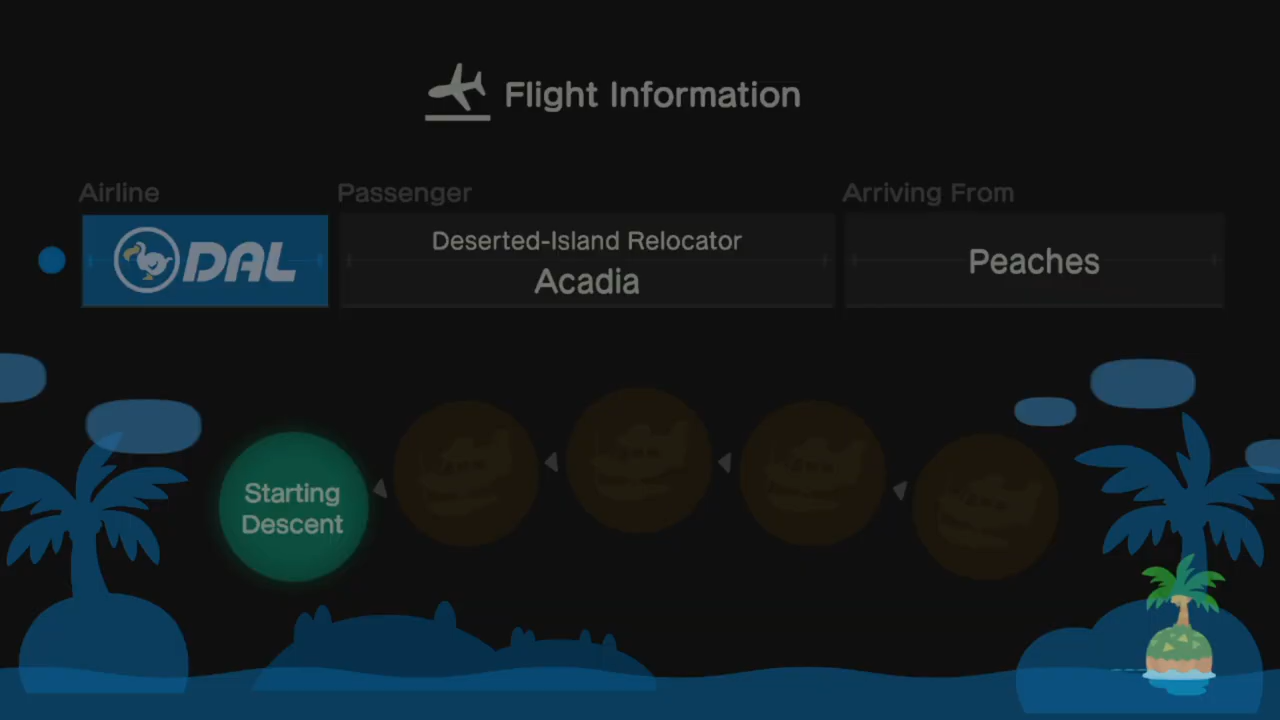 Flight Information
Airline
Passenger
Arriving From
DAL
Deserted-Island Relocator
Acadia
Peaches
Starting
Descent